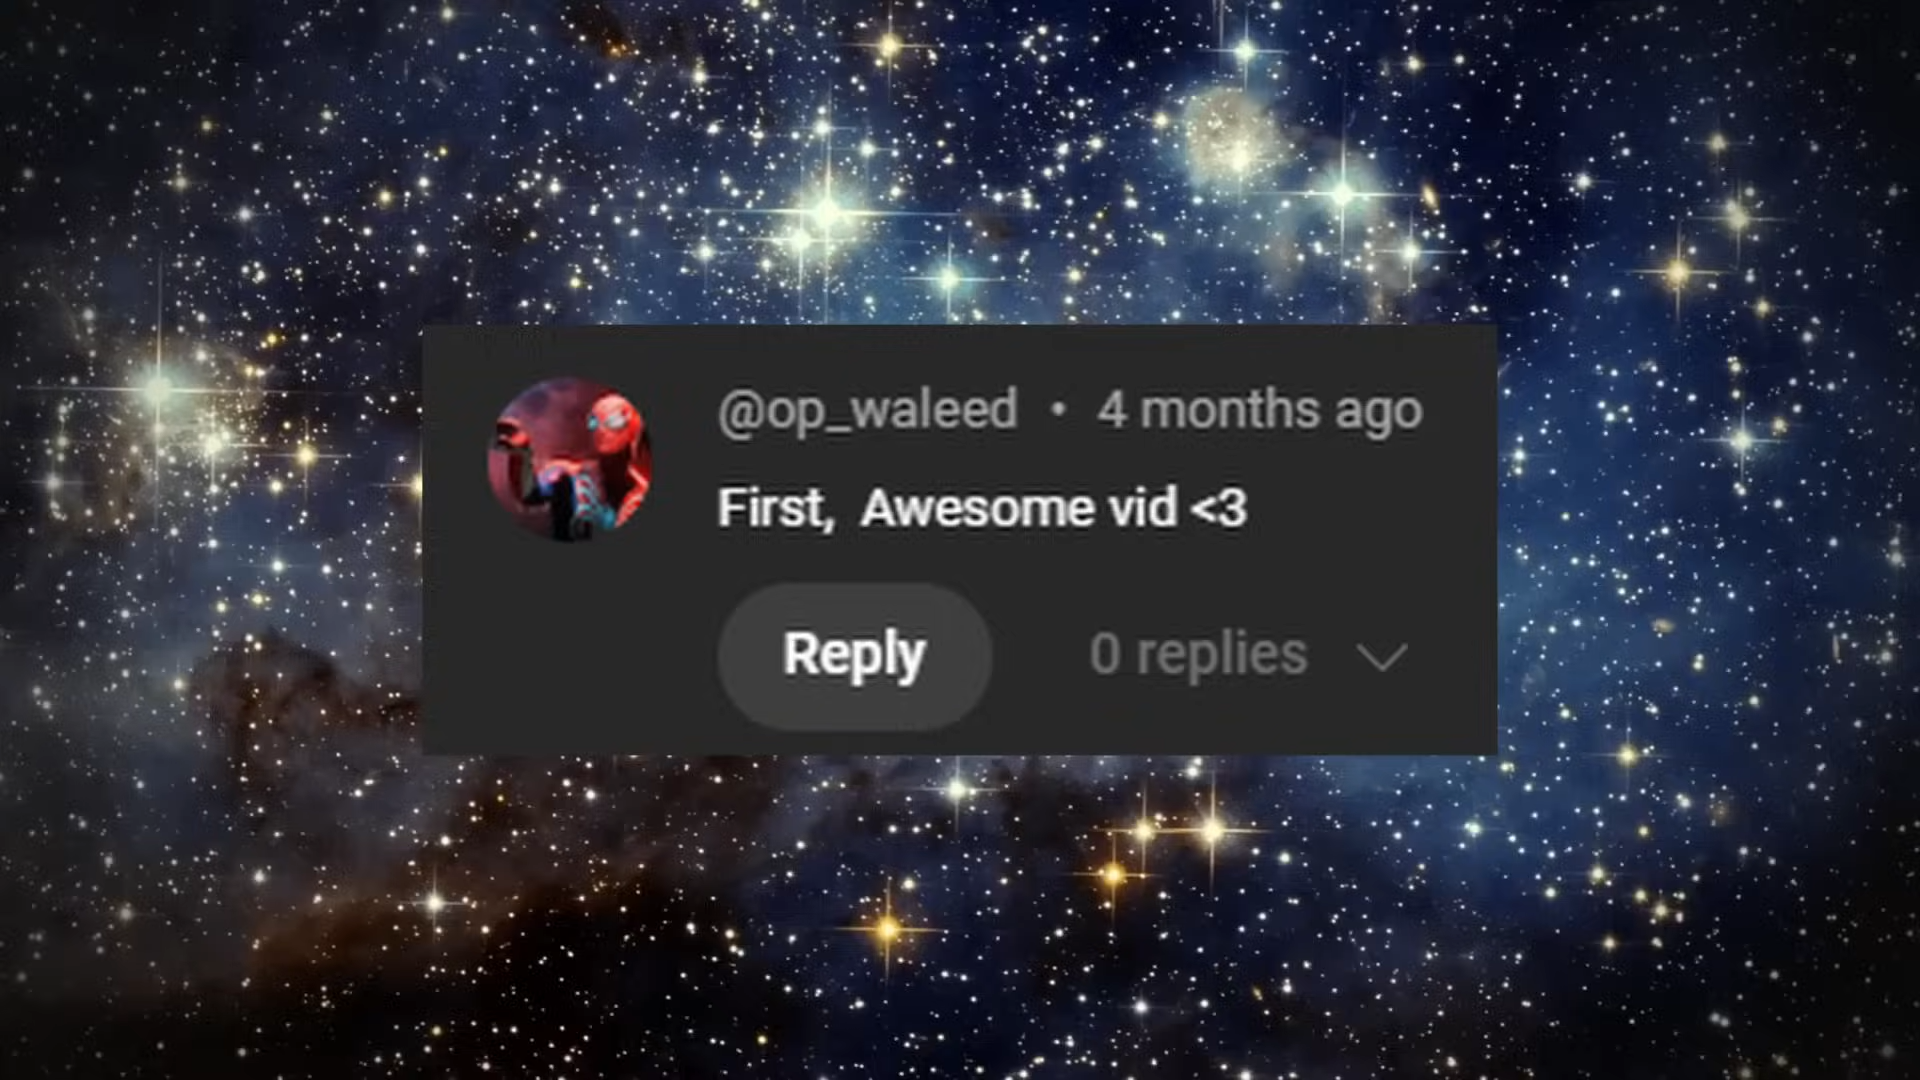 @op_waleed • 4 months ago
First,  Awesome vid <3
Reply 0 replies